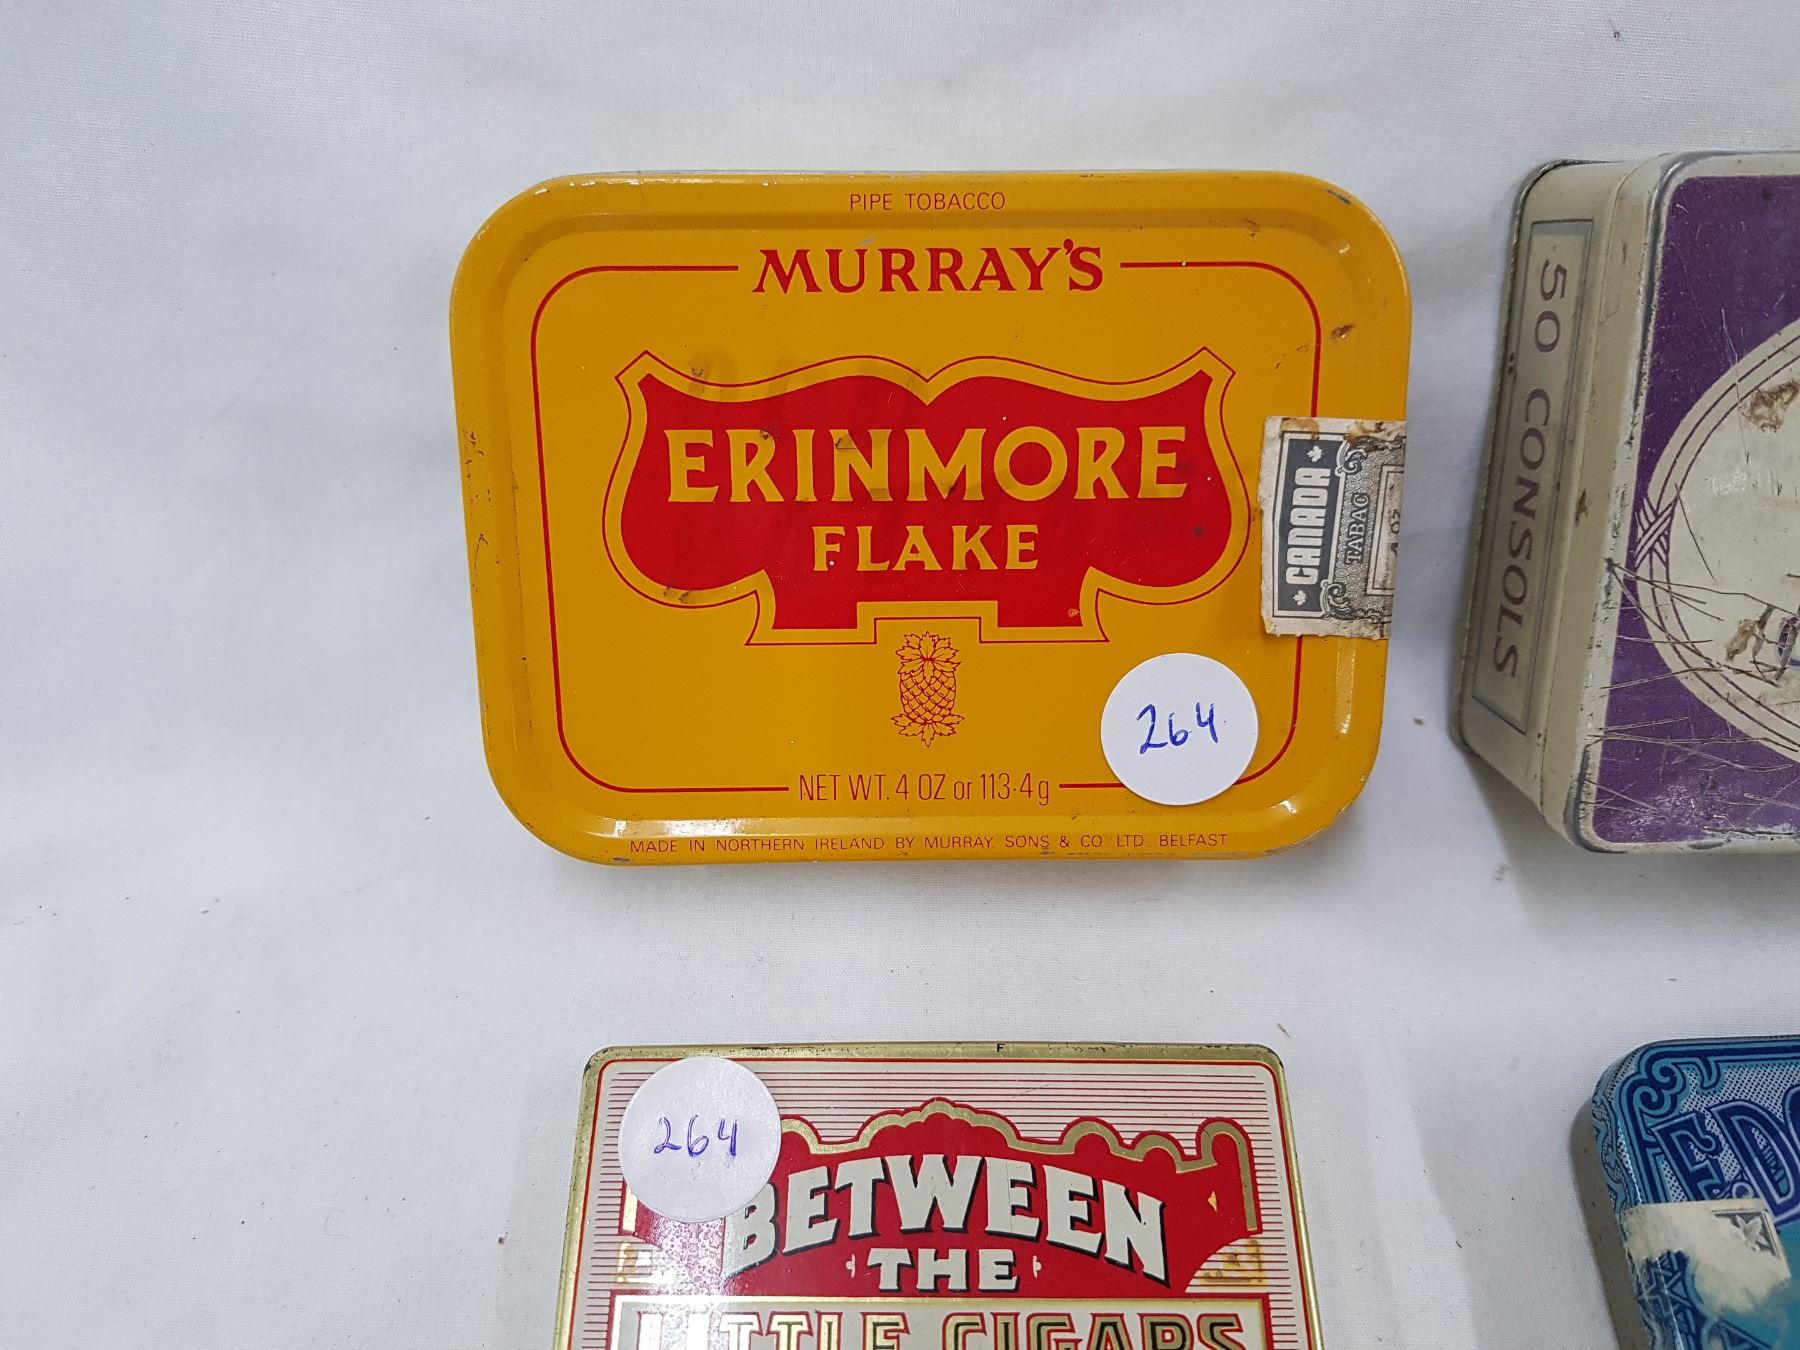 PIPE TOBACCO
MURRAY'S
ERINMORE
FLAKE
CANADA
TABAC
264
NET WT. 4 OZ or 113·4g
MADE IN NORTHERN IRELAND BY MURRAY, SONS & CO LTD. BELFAST
50 CONSOLS
264
BETWEEN
THE
LITTLE CIGARS